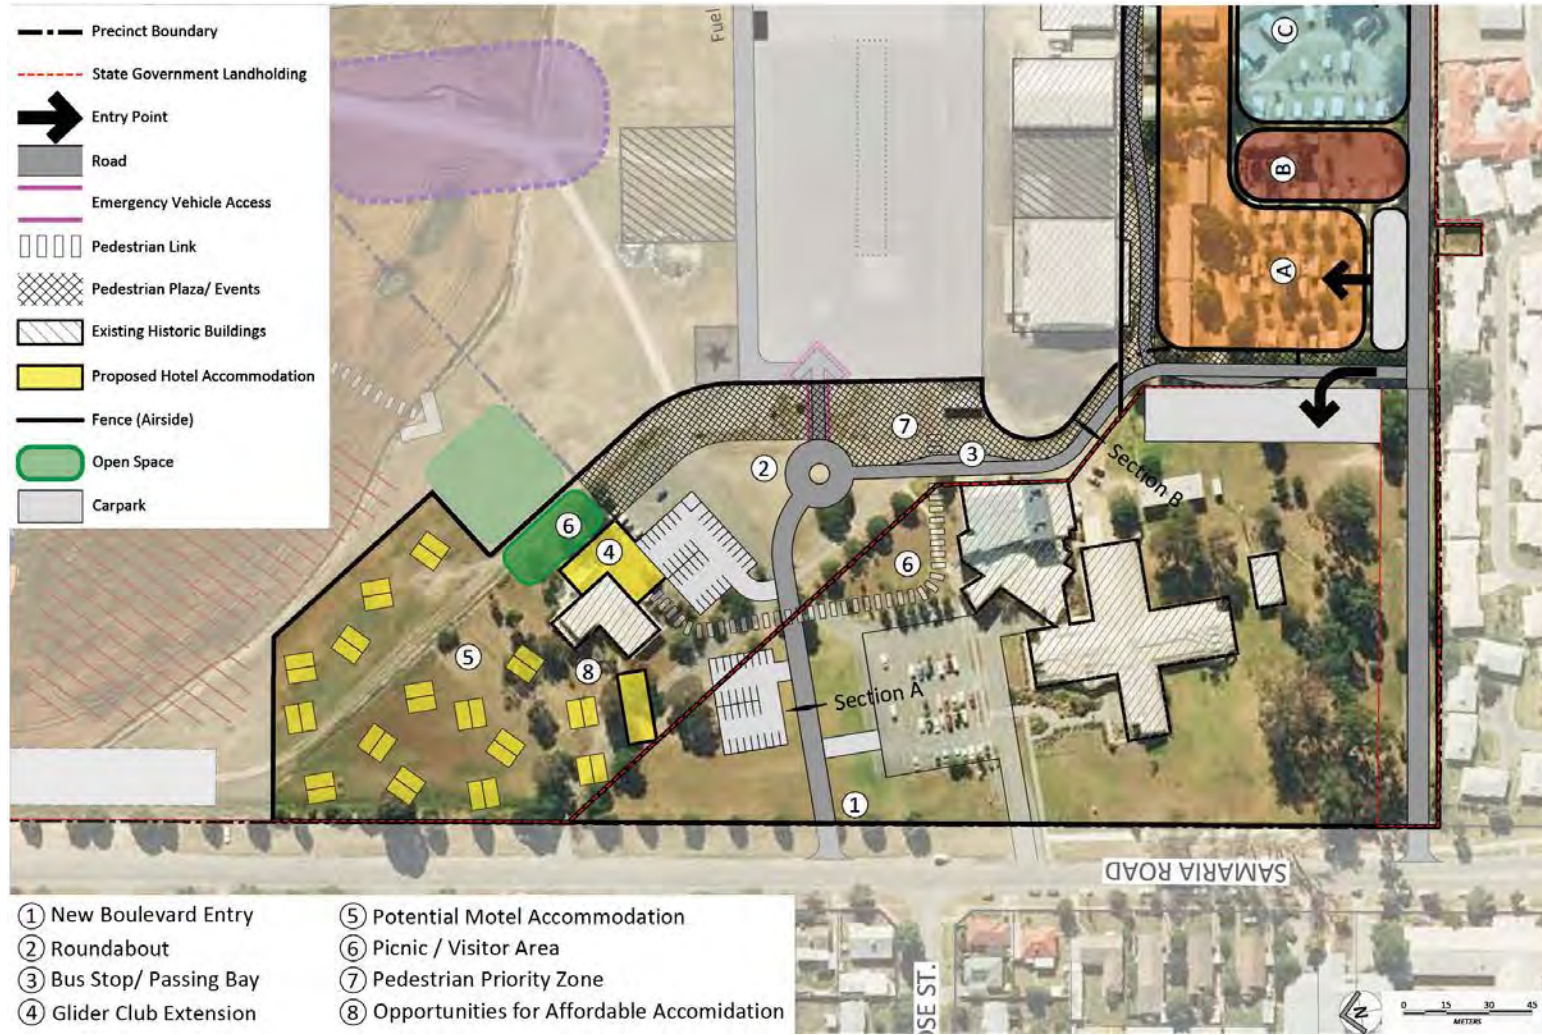 Precinct Boundary
State Government Landholding
Entry Point
Road
Emergency Vehicle Access
Pedestrian Link
Pedestrian Plaza/ Events
Existing Historic Buildings
Proposed Hotel Accommodation
Fence (Airside)
Open Space
Carpark
Fuel
C
B
A
7
2
3
Section B
6
4
6
5
8
Section A
1
SAMARIA ROAD
OSE ST.
1 New Boulevard Entry
2 Roundabout
3 Bus Stop/ Passing Bay
4 Glider Club Extension
5 Potential Motel Accommodation
6 Picnic / Visitor Area
7 Pedestrian Priority Zone
8 Opportunities for Affordable Accomidation
N
0 15 30 45
METERS